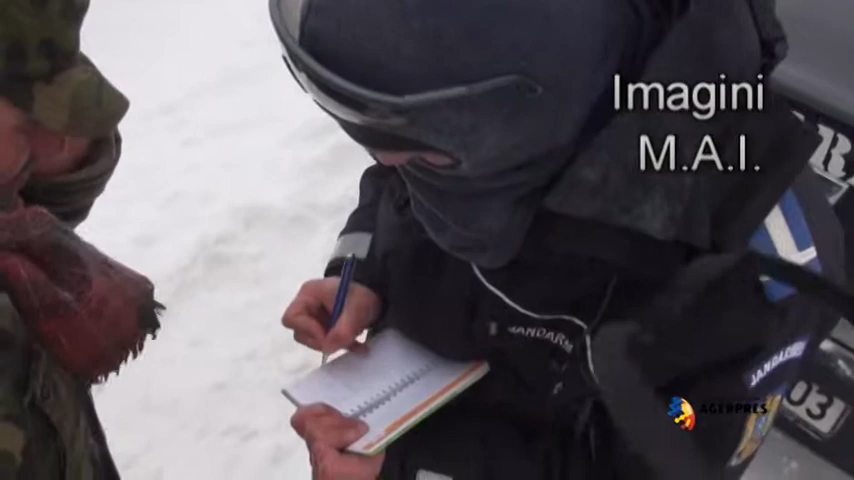 Imagini
M.A.I.
JANDARM
JANDARM
AGERPRES
03